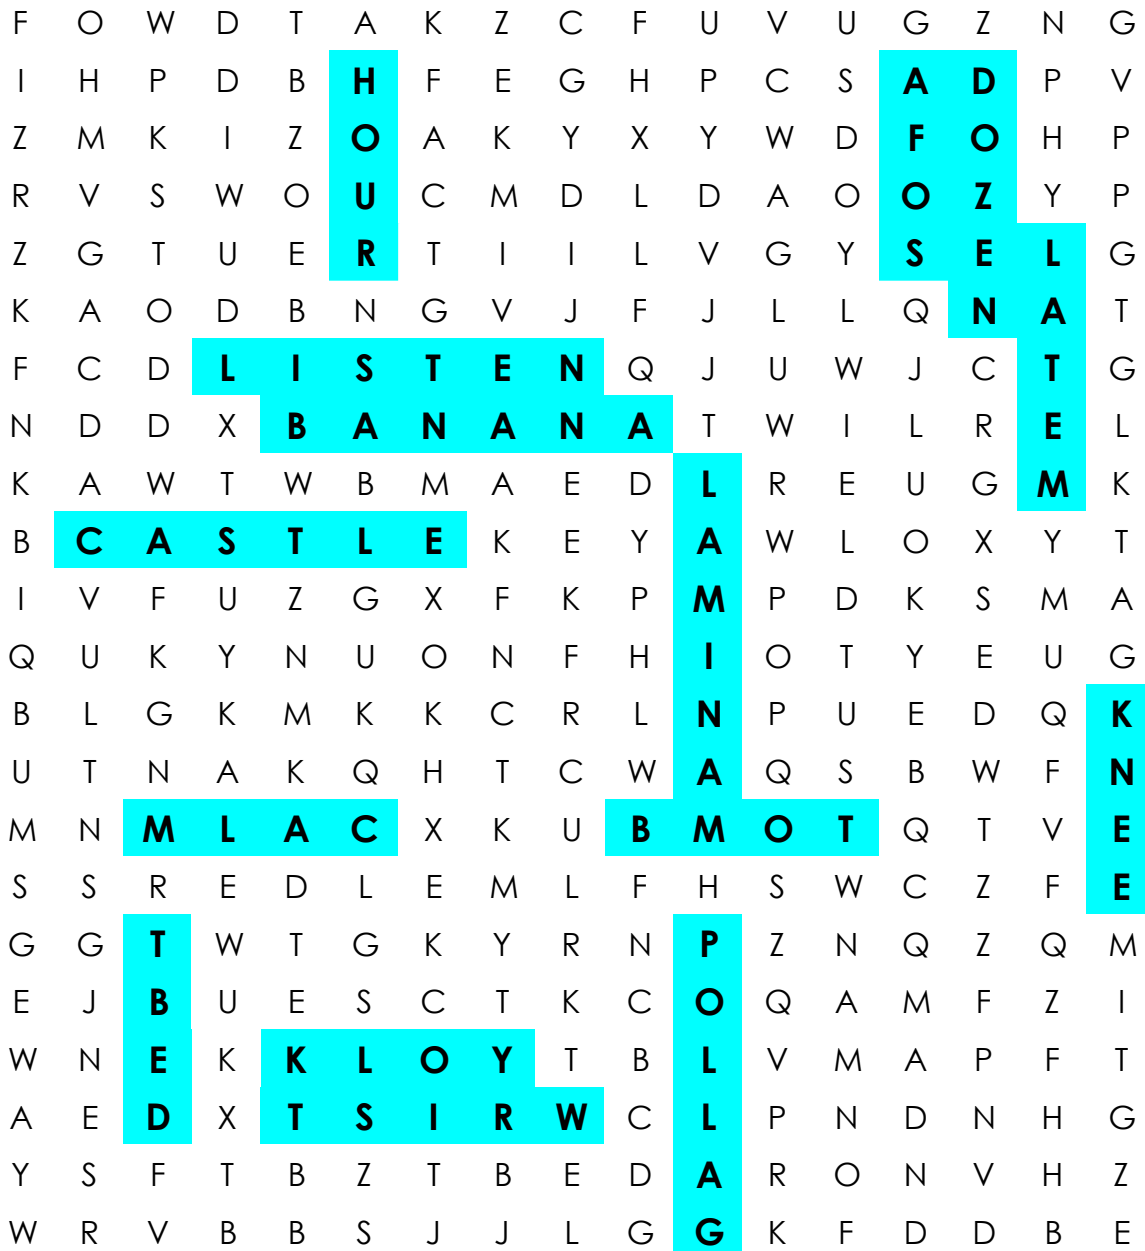 F O W D T A K Z C F U V U G Z N G
I H P D B H F E G H P C S A D P V
Z M K I Z O A K Y X Y W D F O H P
R V S W O U C M D L D A O O Z Y P
Z G T U E R T I I L V G Y S E L G
K A O D B N G V J F J L L Q N A T
F C D L I S T E N Q J U W J C T G
N D D X B A N A N A T W I L R E L
K A W T W B M A E D L R E U G M K
B C A S T L E K E Y A W L O X Y T
I V F U Z G X F K P M P D K S M A
Q U K Y N U O N F H I O T Y E U G
B L G K M K K C R L N P U E D Q K
U T N A K Q H T C W A Q S B W F N
M N M L A C X K U B M O T Q T V E
S S R E D L E M L F H S W C Z F E
G G T W T G K Y R N P Z N Q Z Q M
E J B U E S C T K C O Q A M F Z I
W N E K K L O Y T B L V M A P F T
A E D X T S I R W C L P N D N H G
Y S F T B Z T B E D A R O N V H Z
W R V B B S J J L G G K F D D B E